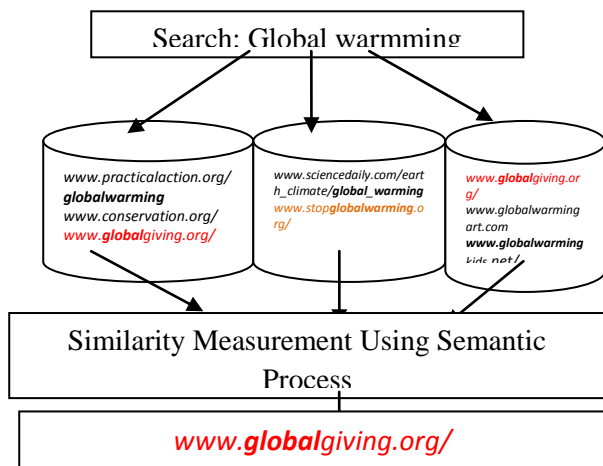 Search: Global warmming
www.practicalaction.org/
globalwarming
www.conservation.org/
www.globalgiving.org/
www.sciencedaily.com/eart
h_climate/global_warming
www.stopglobalwarming.o
rg/
www.globalgiving.or
g/
www.globalwarming
art.com
www.globalwarming
kids.net/
Similarity Measurement Using Semantic
Process
www.globalgiving.org/